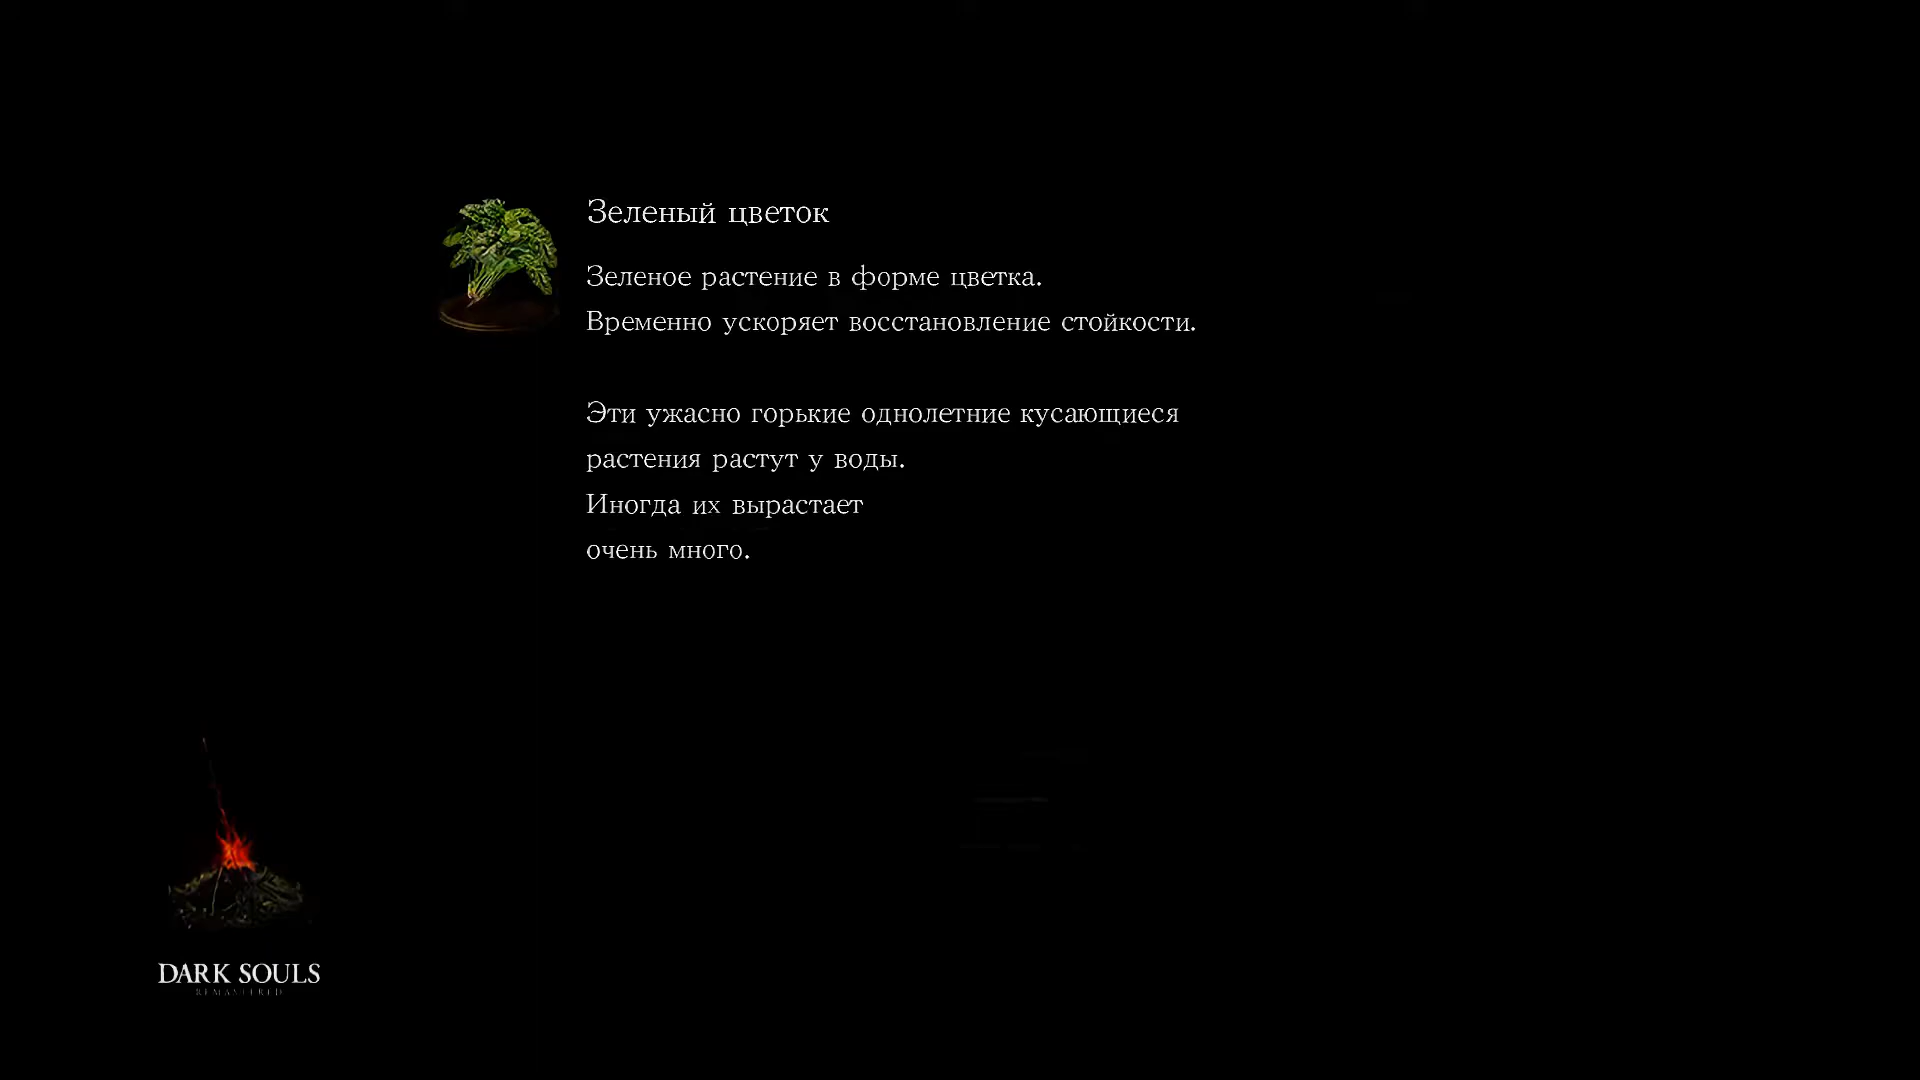 Зеленый цветок
Зеленое растение в форме цветка.
Временно ускоряет восстановление стойкости.
Эти ужасно горькие однолетние кусающиеся
растения растут у воды.
Иногда их вырастает
очень много.
DARK SOULS
REMASTERED